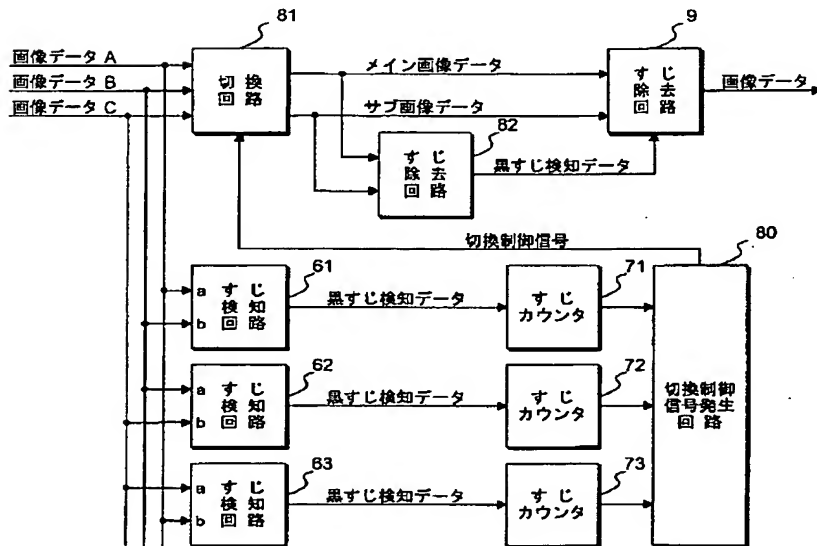 81
9
画像データ A
画像データ B
画像データ C
切換
回路
メイン画像データ
サブ画像データ
すじ
除去
回路
画像データ
82
すじ
除去
回路
黒すじ検知データ
切換制御信号
80
61
a すじ
検知
b 回路
黒すじ検知データ
71
すじ
カウンタ
62
a すじ
検知
b 回路
黒すじ検知データ
72
すじ
カウンタ
切換制御
信号発生
回路
63
a すじ
検知
b 回路
黒すじ検知データ
73
すじ
カウンタ